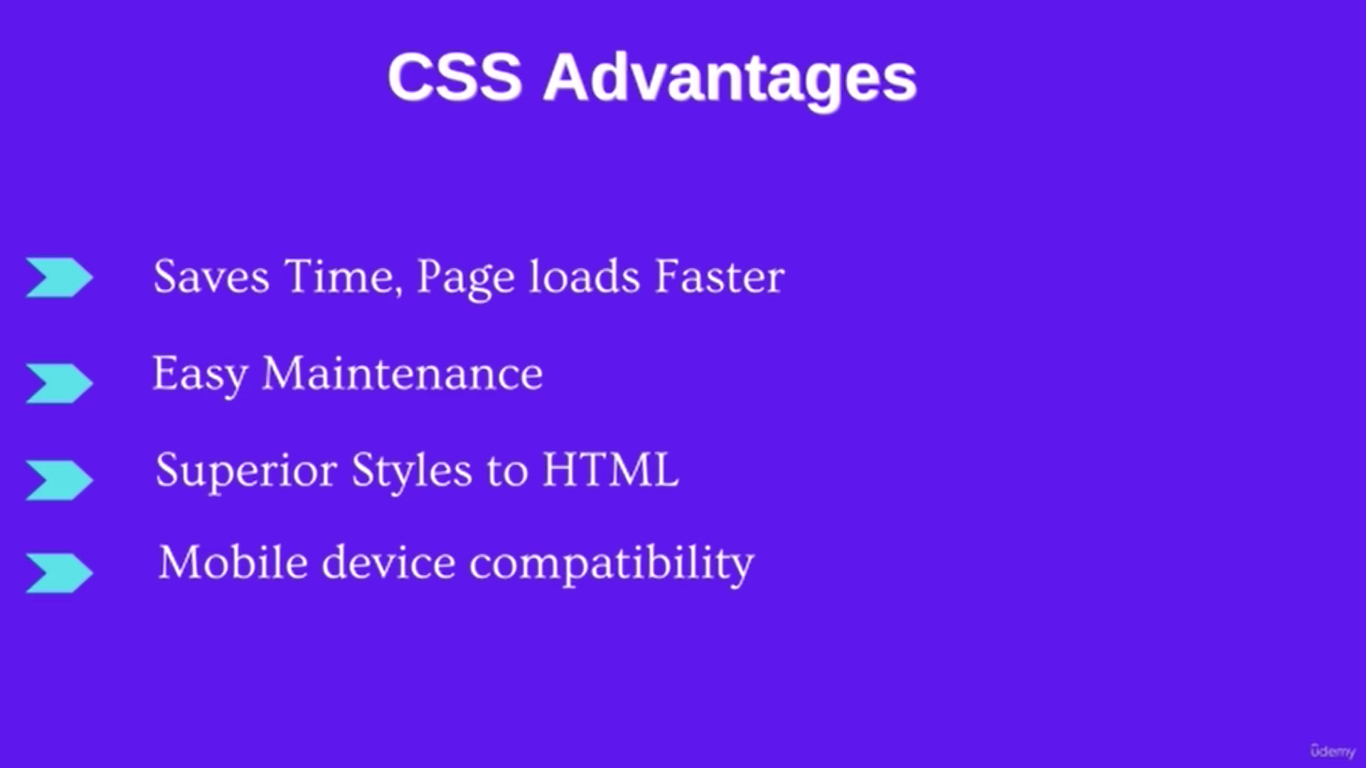 CSS Advantages
Saves Time, Page loads Faster
Easy Maintenance
Superior Styles to HTML
Mobile device compatibility
ûdemy